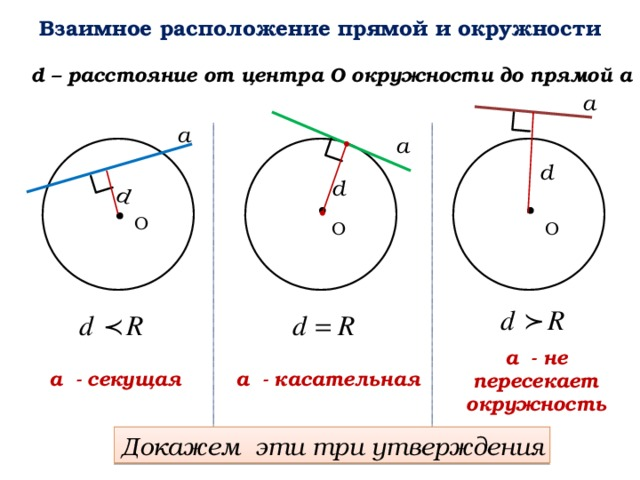 Взаимное расположение прямой и окружности
d – расстояние от центра О окружности до прямой а
a
d
О
d ≺ R
а - секущая
a
d
О
d = R
а - касательная
a
d
О
d ≻ R
а - не
пересекает
окружность
Докажем эти три утверждения